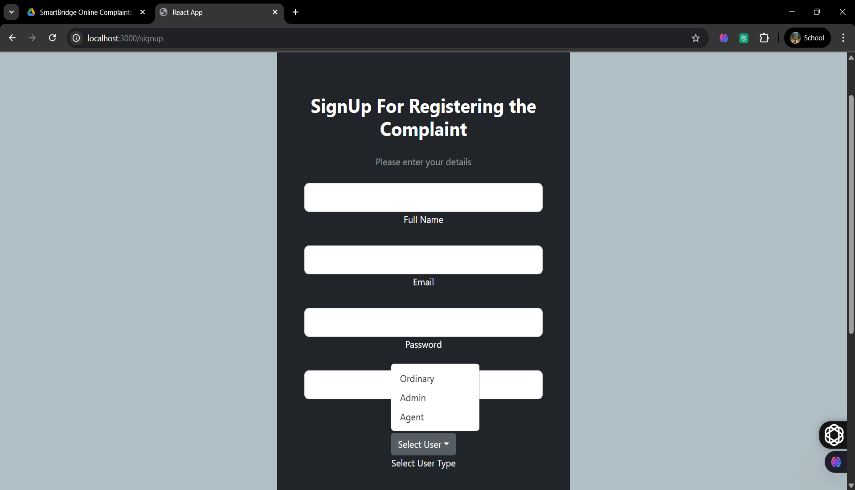 SmartBridge Online Complaint
React App
localhost:3000/signup
School
SignUp For Registering the
Complaint
Please enter your details
Full Name
Email
Password
Ordinary
Admin
Agent
Select User
Select User Type